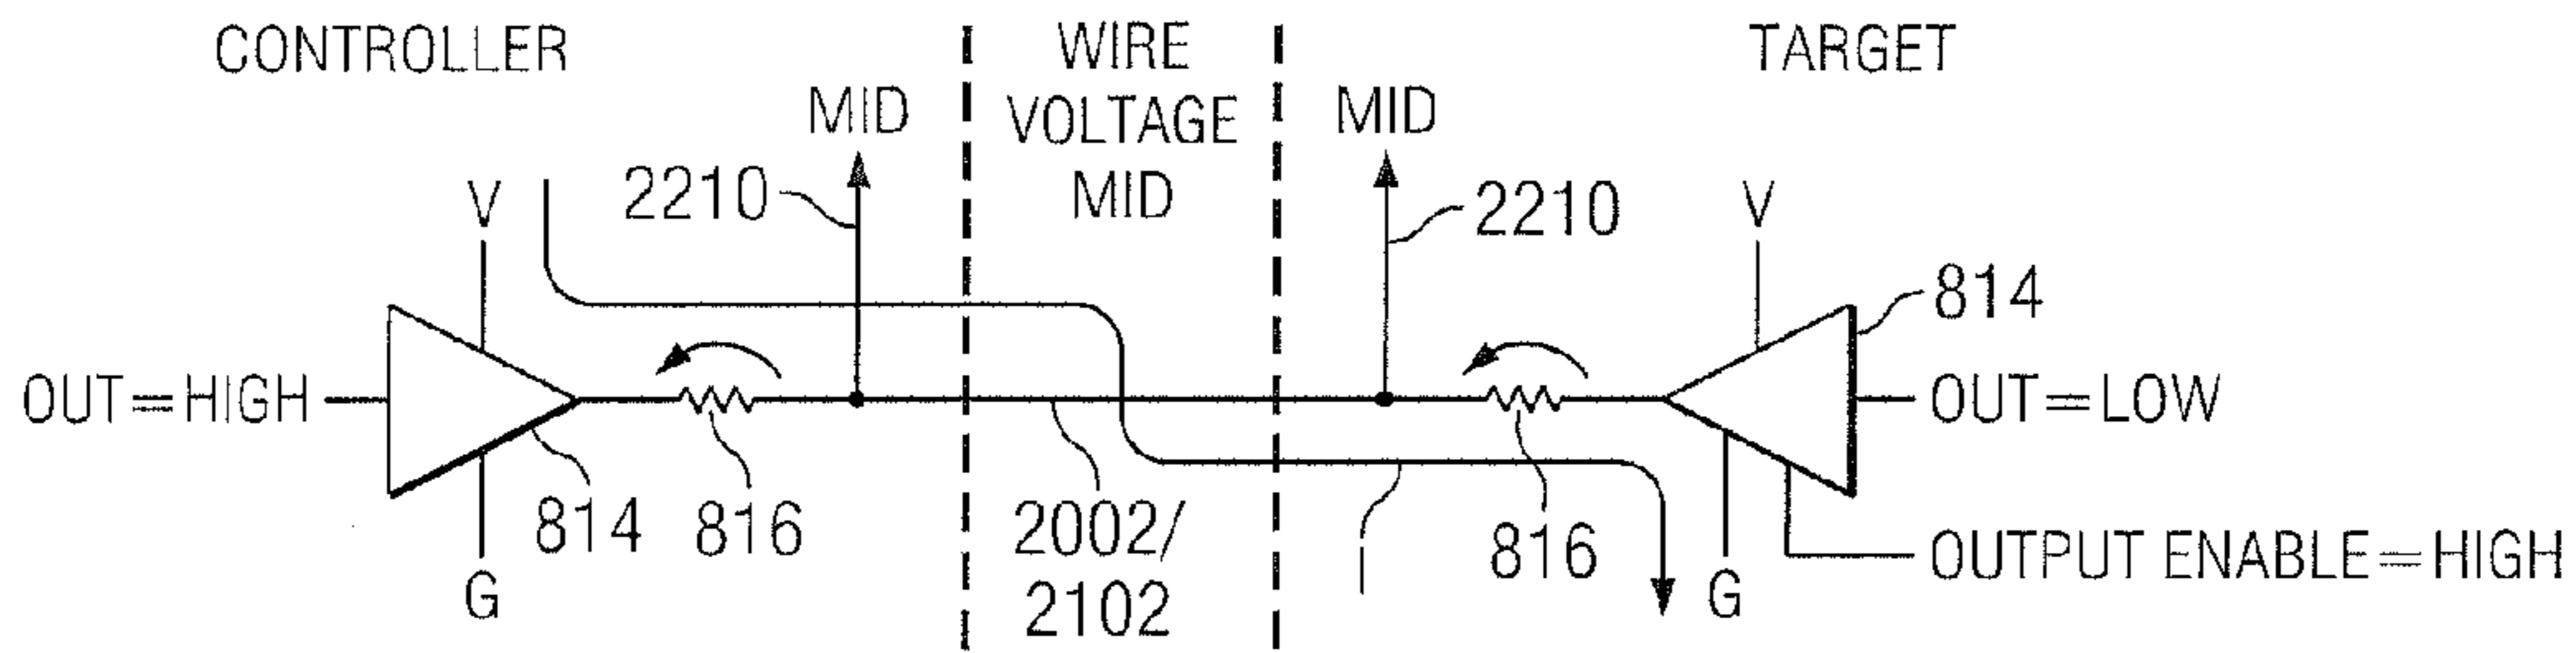 CONTROLLER
WIRE
VOLTAGE
MID
TARGET
MID
MID
V
2210
2210
V
814
OUT=HIGH
OUT=LOW
814
816
2002/
2102
816
OUTPUT ENABLE=HIGH
G
I
G